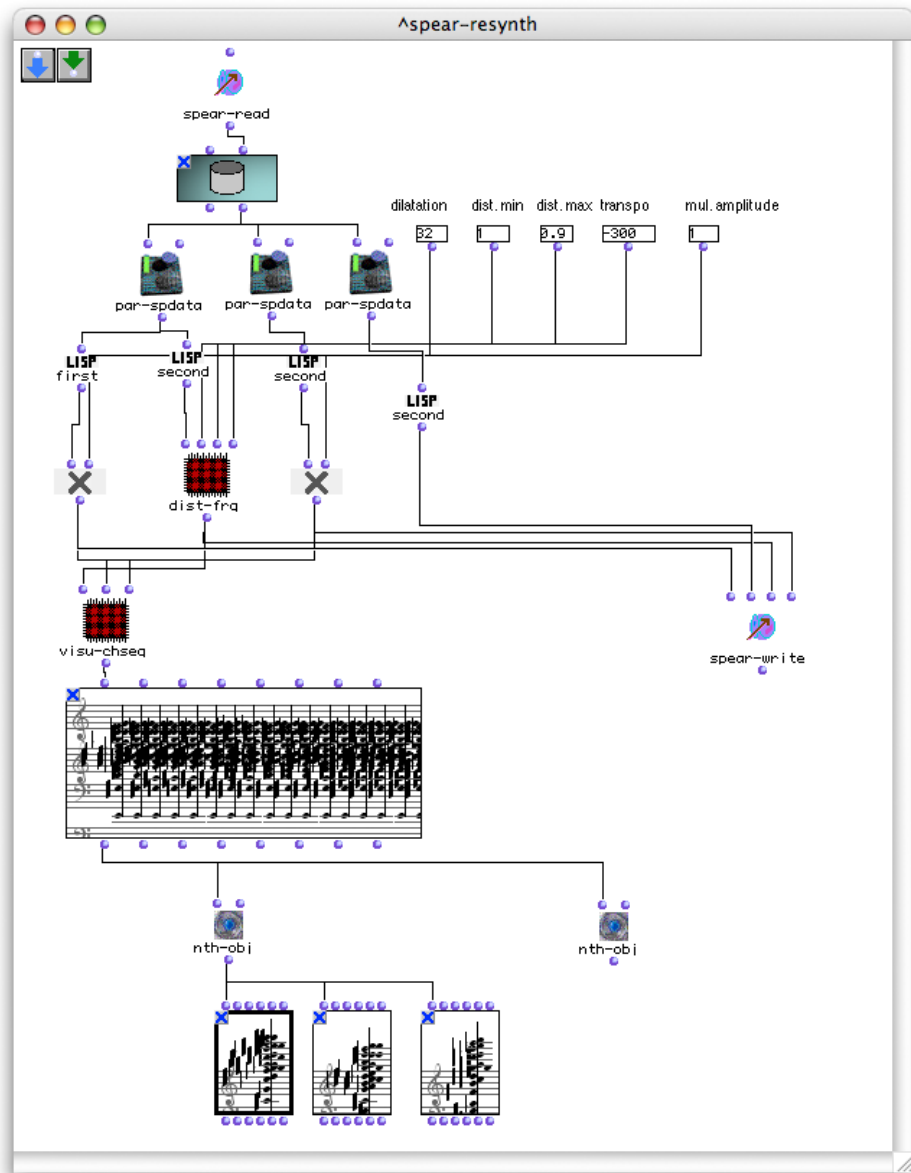 ^spear-resynth
spear-read
dilatation dist.min dist.max transpo mul.amplitude
32 1 0.9 -300 1
par-spdata par-spdata par-spdata
LISP LISP LISP
first second second
LISP
second
dist-frq
visu-chseq
spear-write
nth-obj nth-obj